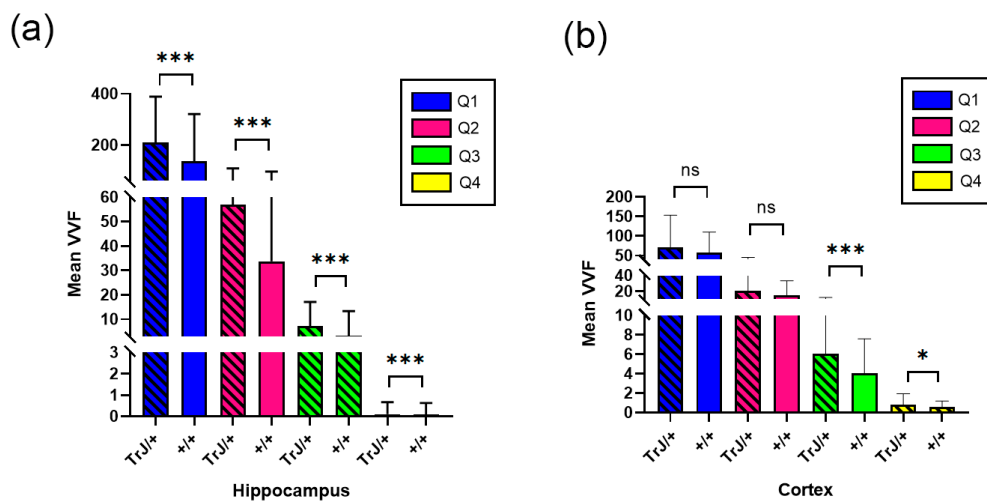 (a)
***
***
***
***
400
200
60
50
40
30
20
10
3
2
1
0
Mean VVF
TrJ/+
+/+
TrJ/+
+/+
TrJ/+
+/+
TrJ/+
+/+
Hippocampus
Q1
Q2
Q3
Q4
(b)
ns
ns
***
*
200
150
100
50
40
20
10
8
6
4
2
0
Mean VVF
TrJ/+
+/+
TrJ/+
+/+
TrJ/+
+/+
TrJ/+
+/+
Cortex
Q1
Q2
Q3
Q4